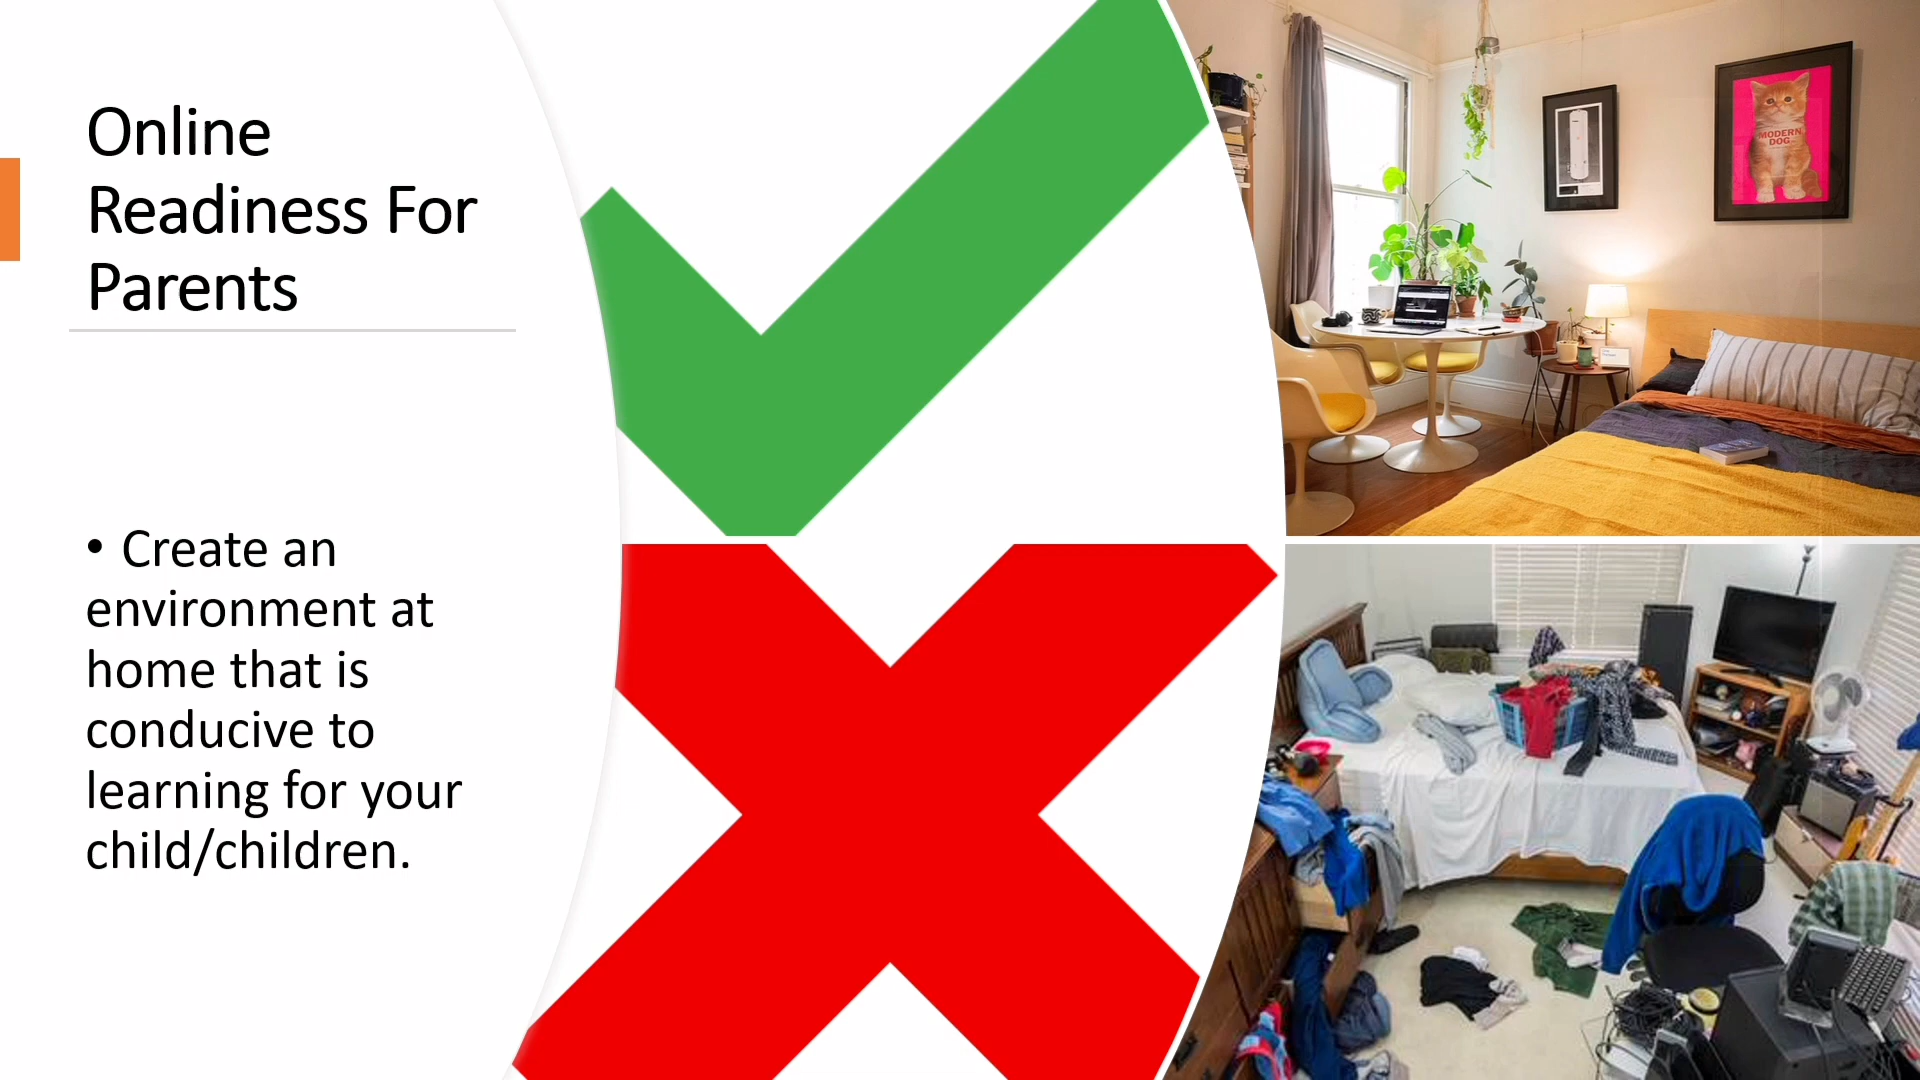 Online
Readiness For
Parents
• Create an
environment at
home that is
conducive to
learning for your
child/children.
MODERN
DOG